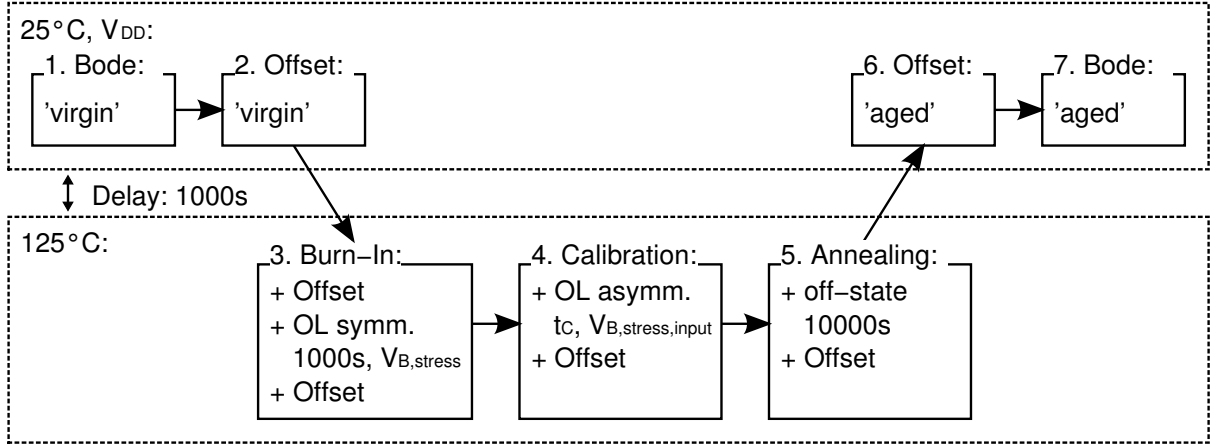 25°C, VDD:
1. Bode:
'virgin'
2. Offset:
'virgin'
6. Offset:
'aged'
7. Bode:
'aged'
Delay: 1000s
125°C:
3. Burn–In:
+ Offset
+ OL symm.
1000s, VB,stress
+ Offset
4. Calibration:
+ OL asymm.
tC, VB,stress,input
+ Offset
5. Annealing:
+ off–state
10000s
+ Offset